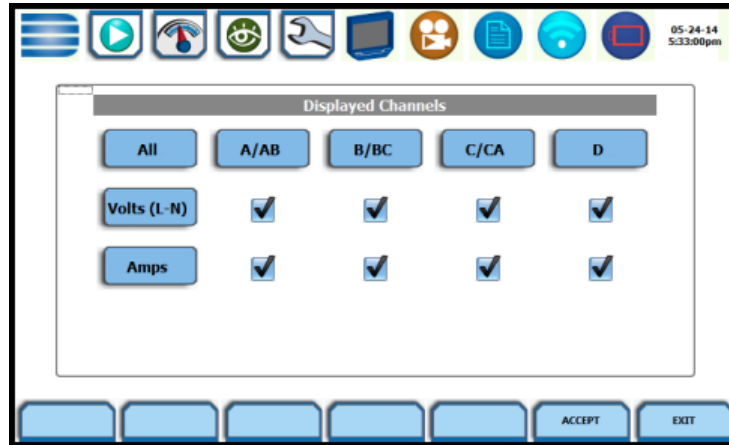 05-24-14
5:33:00pm
Displayed Channels
All A/AB B/BC C/CA D
Volts (L-N)
Amps
ACCEPT EXIT